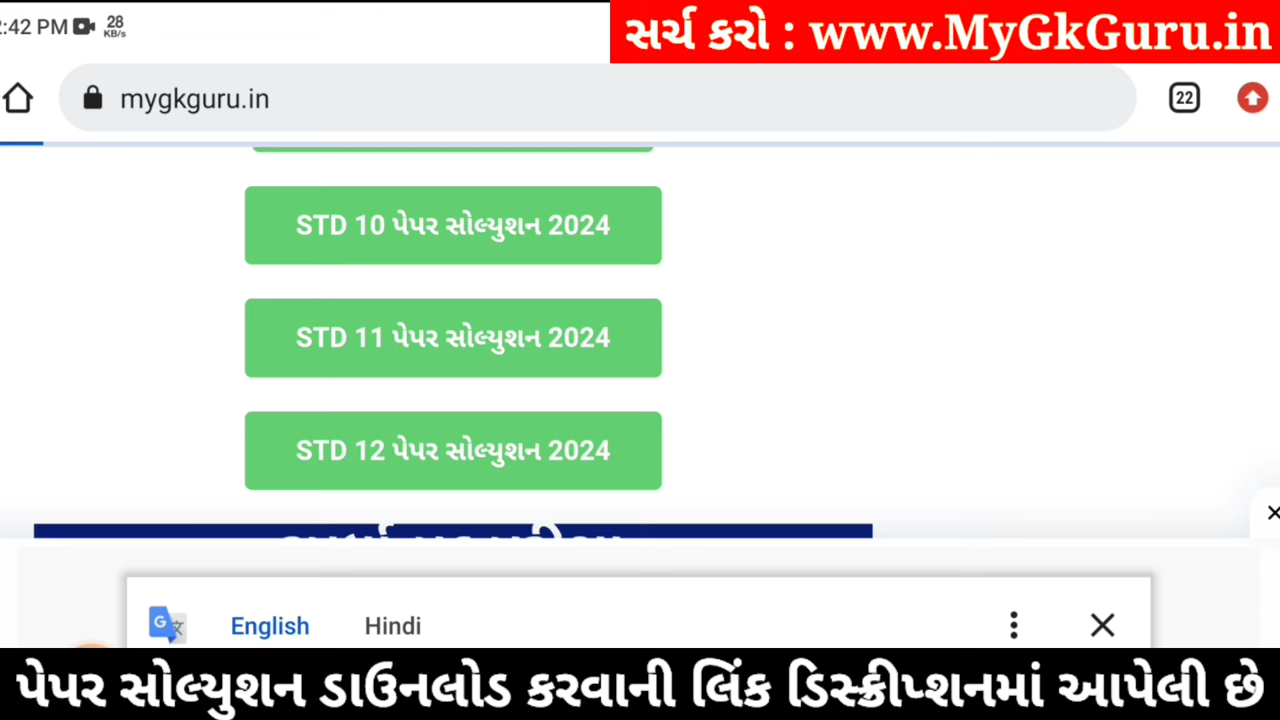 :42 PM 28 KB/s
સર્ચ કરો : www.MyGkGuru.in
mygkguru.in
22
STD 10 પેપર સોલ્યુશન 2024
STD 11 પેપર સોલ્યુશન 2024
STD 12 પેપર સોલ્યુશન 2024
English Hindi
પેપર સોલ્યુશન ડાઉનલોડ કરવાની લિંક ડિસ્ક્રીપ્શનમાં આપેલી છે